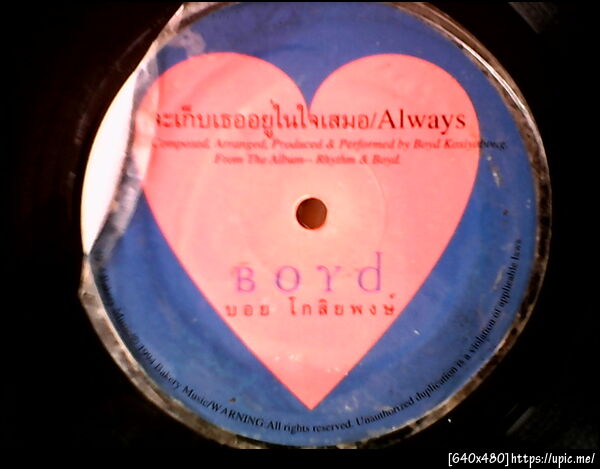 จะเก็บเธออยู่ในใจเสมอ/Always
Composed, Arranged, Produced & Performed by Boyd Kosiyabong.
From The Album-- Rhythm & Boyd.
BOYd
บอย โกสิยพงษ์
Bakery Music/© 1994 Bakery Music/WARNING All rights reserved. Unauthorized duplication is a violation of applicable laws
[640x480]https://upic.me/